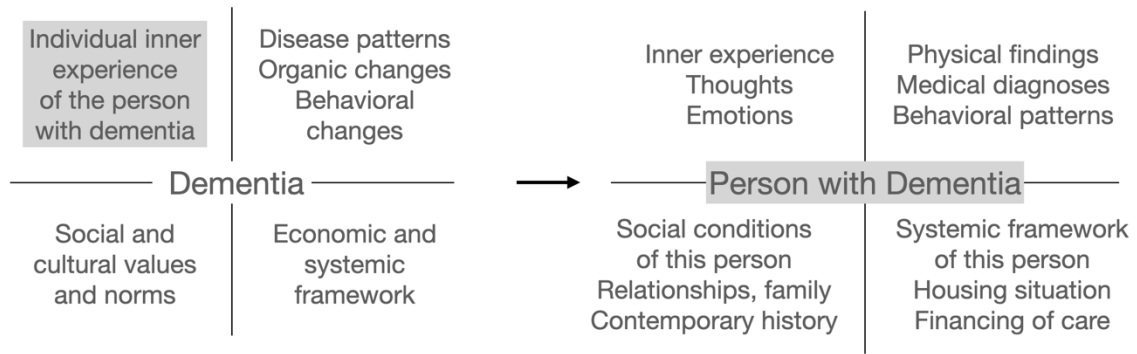 Individual inner
experience
of the person
with dementia
Disease patterns
Organic changes
Behavioral
changes
Dementia
Social and
cultural values
and norms
Economic and
systemic
framework
Inner experience
Thoughts
Emotions
Physical findings
Medical diagnoses
Behavioral patterns
Person with Dementia
Social conditions
of this person
Relationships, family
Contemporary history
Systemic framework
of this person
Housing situation
Financing of care